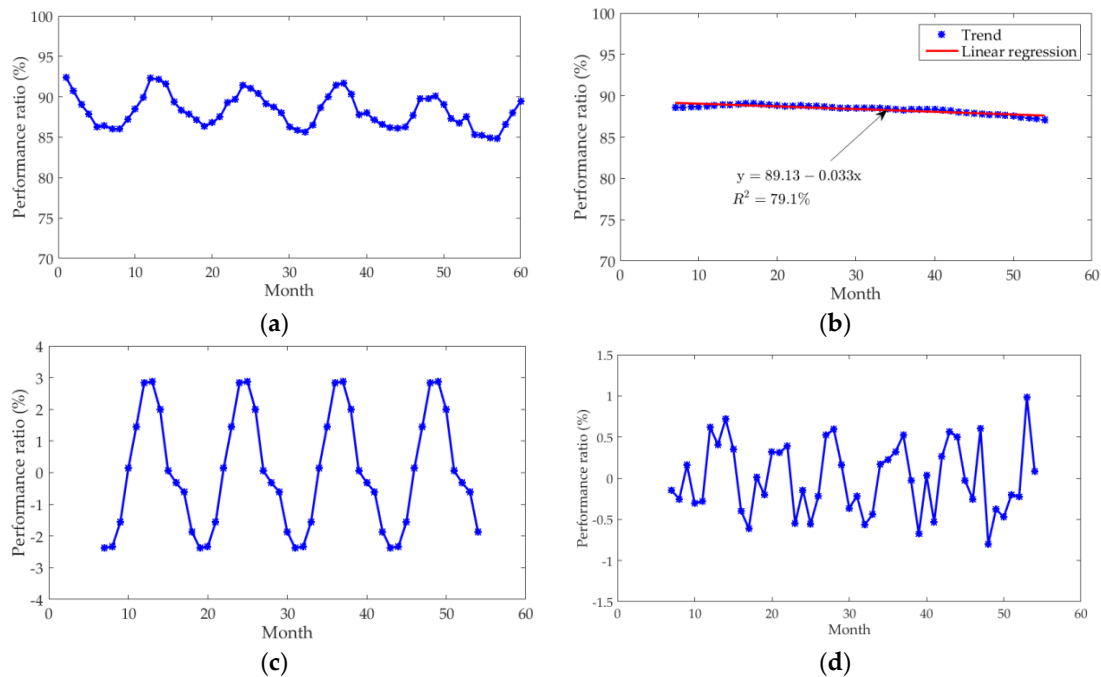 100
95
90
85
80
75
70
0 10 20 30 40 50 60
Performance ratio (%)
Month
(a)
100
95
90
85
80
75
70
0 10 20 30 40 50 60
Performance ratio (%)
Month
Trend
Linear regression
y = 89.13 − 0.033x
R² = 79.1%
(b)
4
3
2
1
0
-1
-2
-3
-4
0 10 20 30 40 50 60
Performance ratio (%)
Month
(c)
1.5
1
0.5
0
-0.5
-1
-1.5
0 10 20 30 40 50 60
Performance ratio (%)
Month
(d)